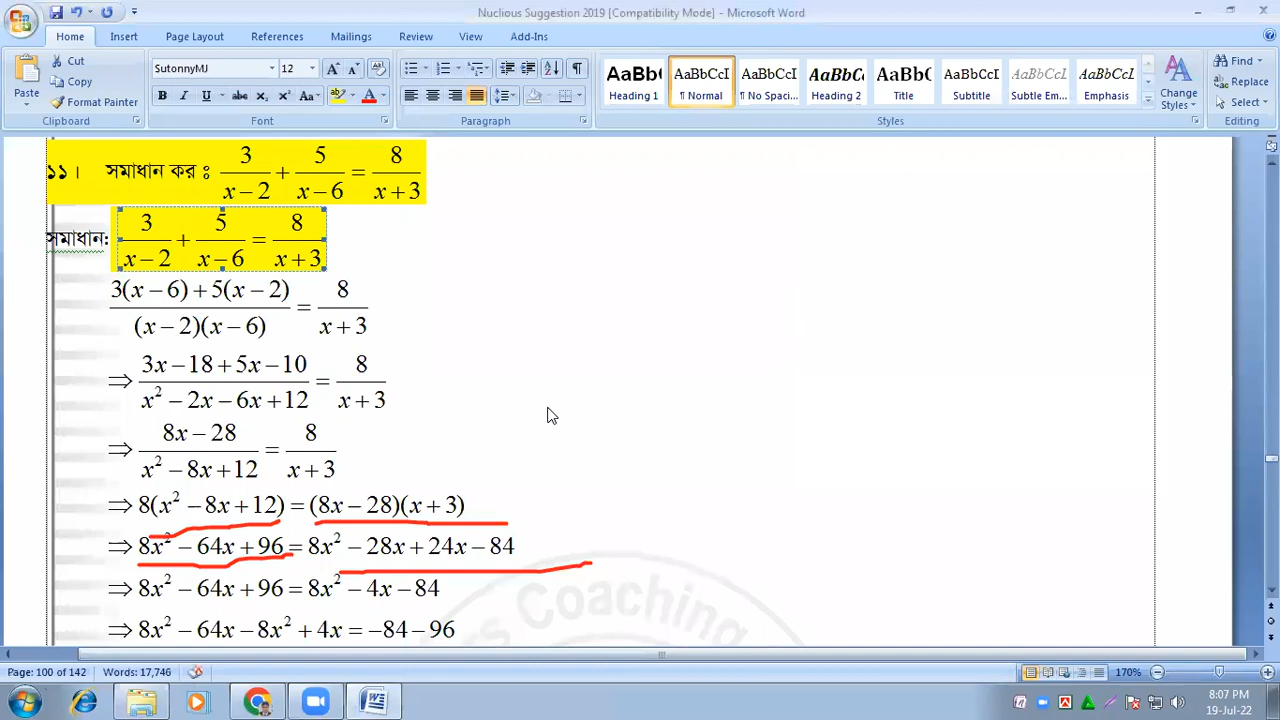 Nuclious Suggestion 2019 [Compatibility Mode] - Microsoft Word
Home Insert Page Layout References Mailings Review View Add-Ins
Paste Cut Copy Format Painter Clipboard
SutonnyMJ 12
B I U abc X₂ X² Aa A Font
Paragraph
AaBbC AaBbCcI AaBbCcI AaBbCc AaBbC AaBbCcI AaBbCcI AaBbCcI
Heading 1 ¶ Normal ¶ No Spaci... Heading 2 Title Subtitle Subtle Em... Emphasis Change Styles
Styles
Find Replace Select Editing
১১। সমাধান কর ঃ 3/(x−2) + 5/(x−6) = 8/(x+3)
সমাধান: 3/(x−2) + 5/(x−6) = 8/(x+3)
(3(x−6)+5(x−2))/((x−2)(x−6)) = 8/(x+3)
⇒ (3x−18+5x−10)/(x²−2x−6x+12) = 8/(x+3)
⇒ (8x−28)/(x²−8x+12) = 8/(x+3)
⇒ 8(x²−8x+12) = (8x−28)(x+3)
⇒ 8x²−64x+96 = 8x²−28x+24x−84
⇒ 8x²−64x+96 = 8x²−4x−84
⇒ 8x²−64x−8x²+4x = −84−96
s Coaching
Page: 100 of 142 Words: 17,746 170%
8:07 PM
19-Jul-22